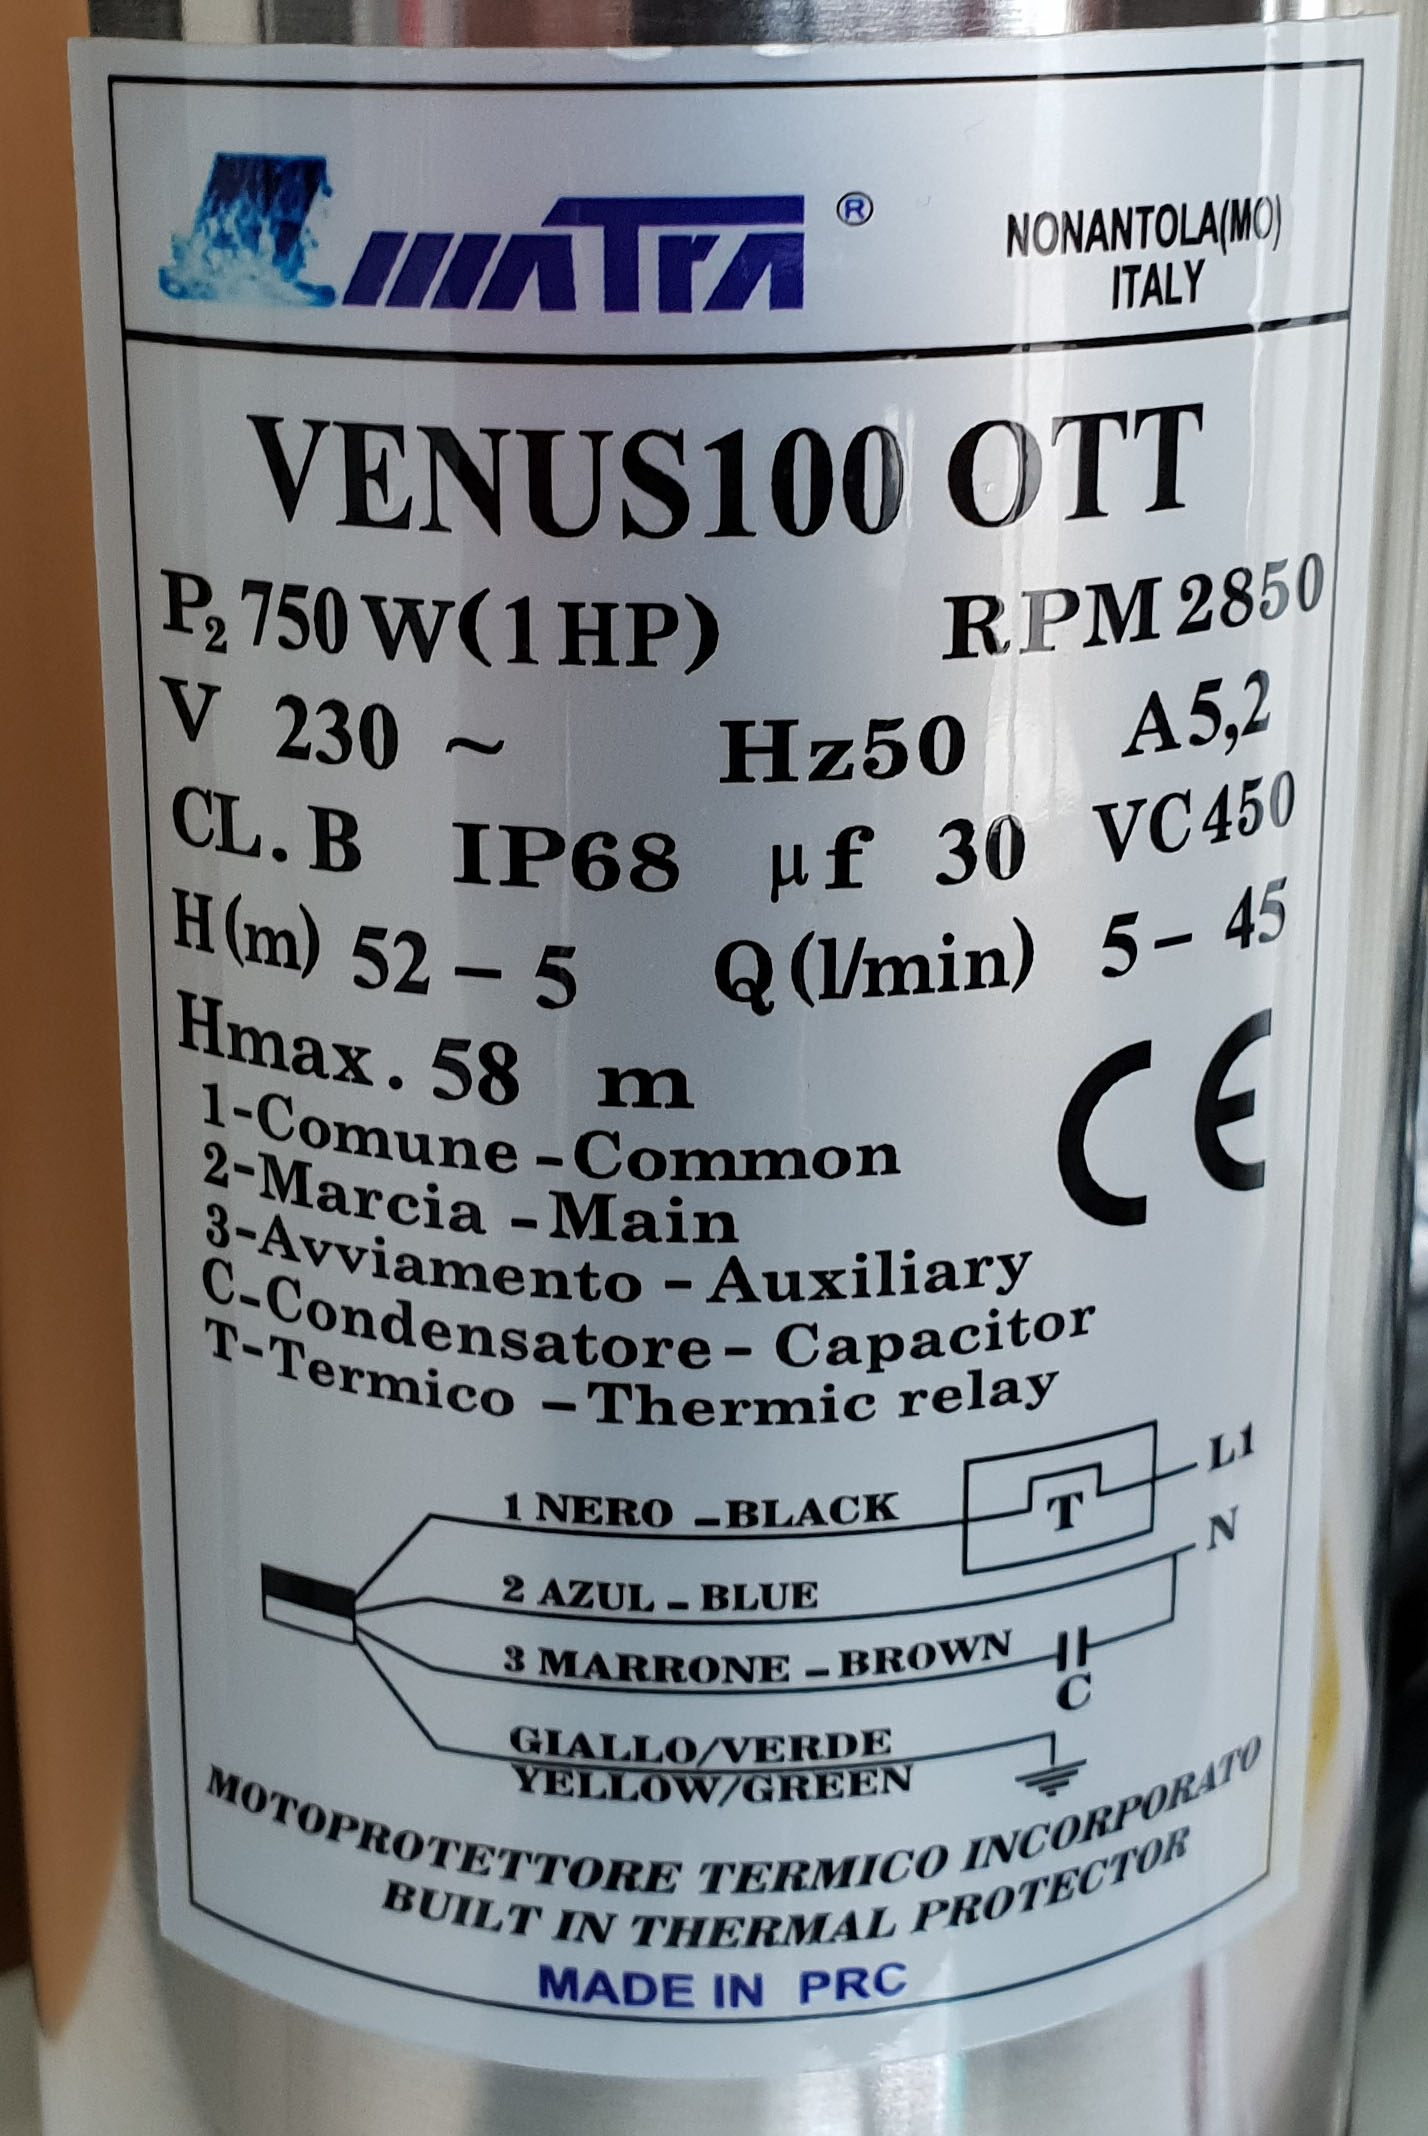 MATRA ®
NONANTOLA(MO)
ITALY
VENUS100 OTT
P₂ 750 W(1HP) RPM 2850
V 230 ~ Hz50 A5,2
CL. B IP68 µf 30 VC450
H(m) 52 - 5 Q(l/min) 5 - 45
Hmax. 58 m
CE
1-Comune - Common
2-Marcia - Main
3-Avviamento - Auxiliary
C-Condensatore - Capacitor
T-Termico - Thermic relay
1 NERO - BLACK T L1
2 AZUL - BLUE N
3 MARRONE - BROWN C
GIALLO/VERDE
YELLOW/GREEN
MOTOPROTETTORE TERMICO INCORPORATO
BUILT IN THERMAL PROTECTOR
MADE IN PRC